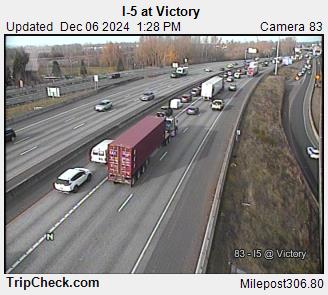 I-5 at Victory
Updated Dec 06 2024 1:28 PM Camera 83
N
83 - I5 @ Victory
TripCheck.com Milepost306.80